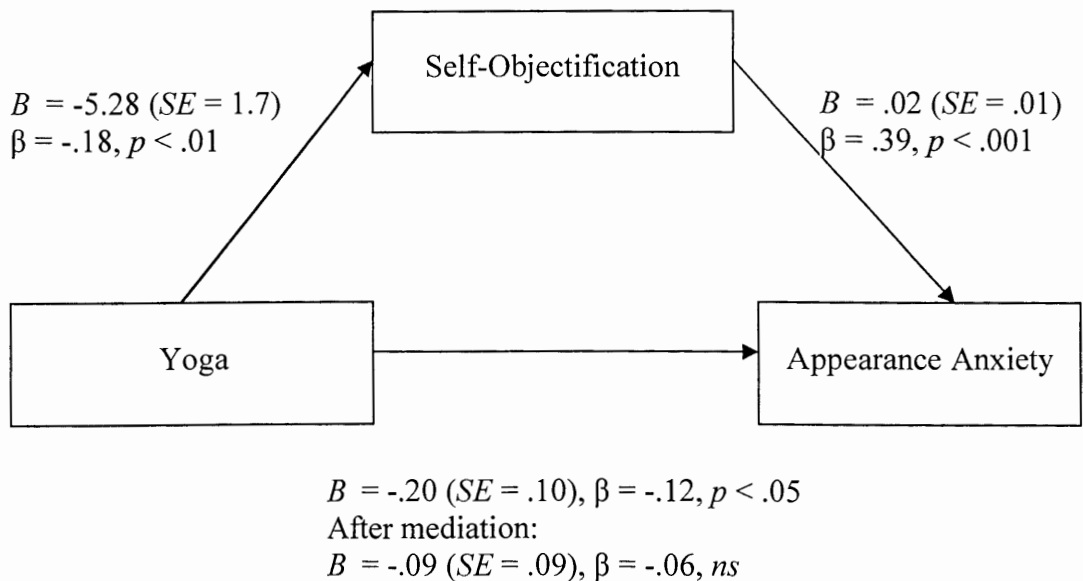 Self-Objectification
B = -5.28 (SE = 1.7)
β = -.18, p < .01
B = .02 (SE = .01)
β = .39, p < .001
Yoga
Appearance Anxiety
B = -.20 (SE = .10), β = -.12, p < .05
After mediation:
B = -.09 (SE = .09), β = -.06, ns